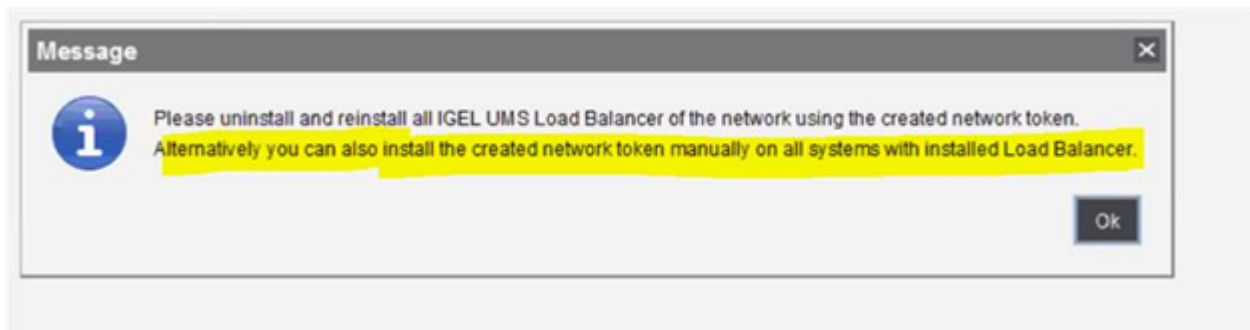 Message
Please uninstall and reinstall all IGEL UMS Load Balancer of the network using the created network token.
Alternatively you can also install the created network token manually on all systems with installed Load Balancer.
Ok